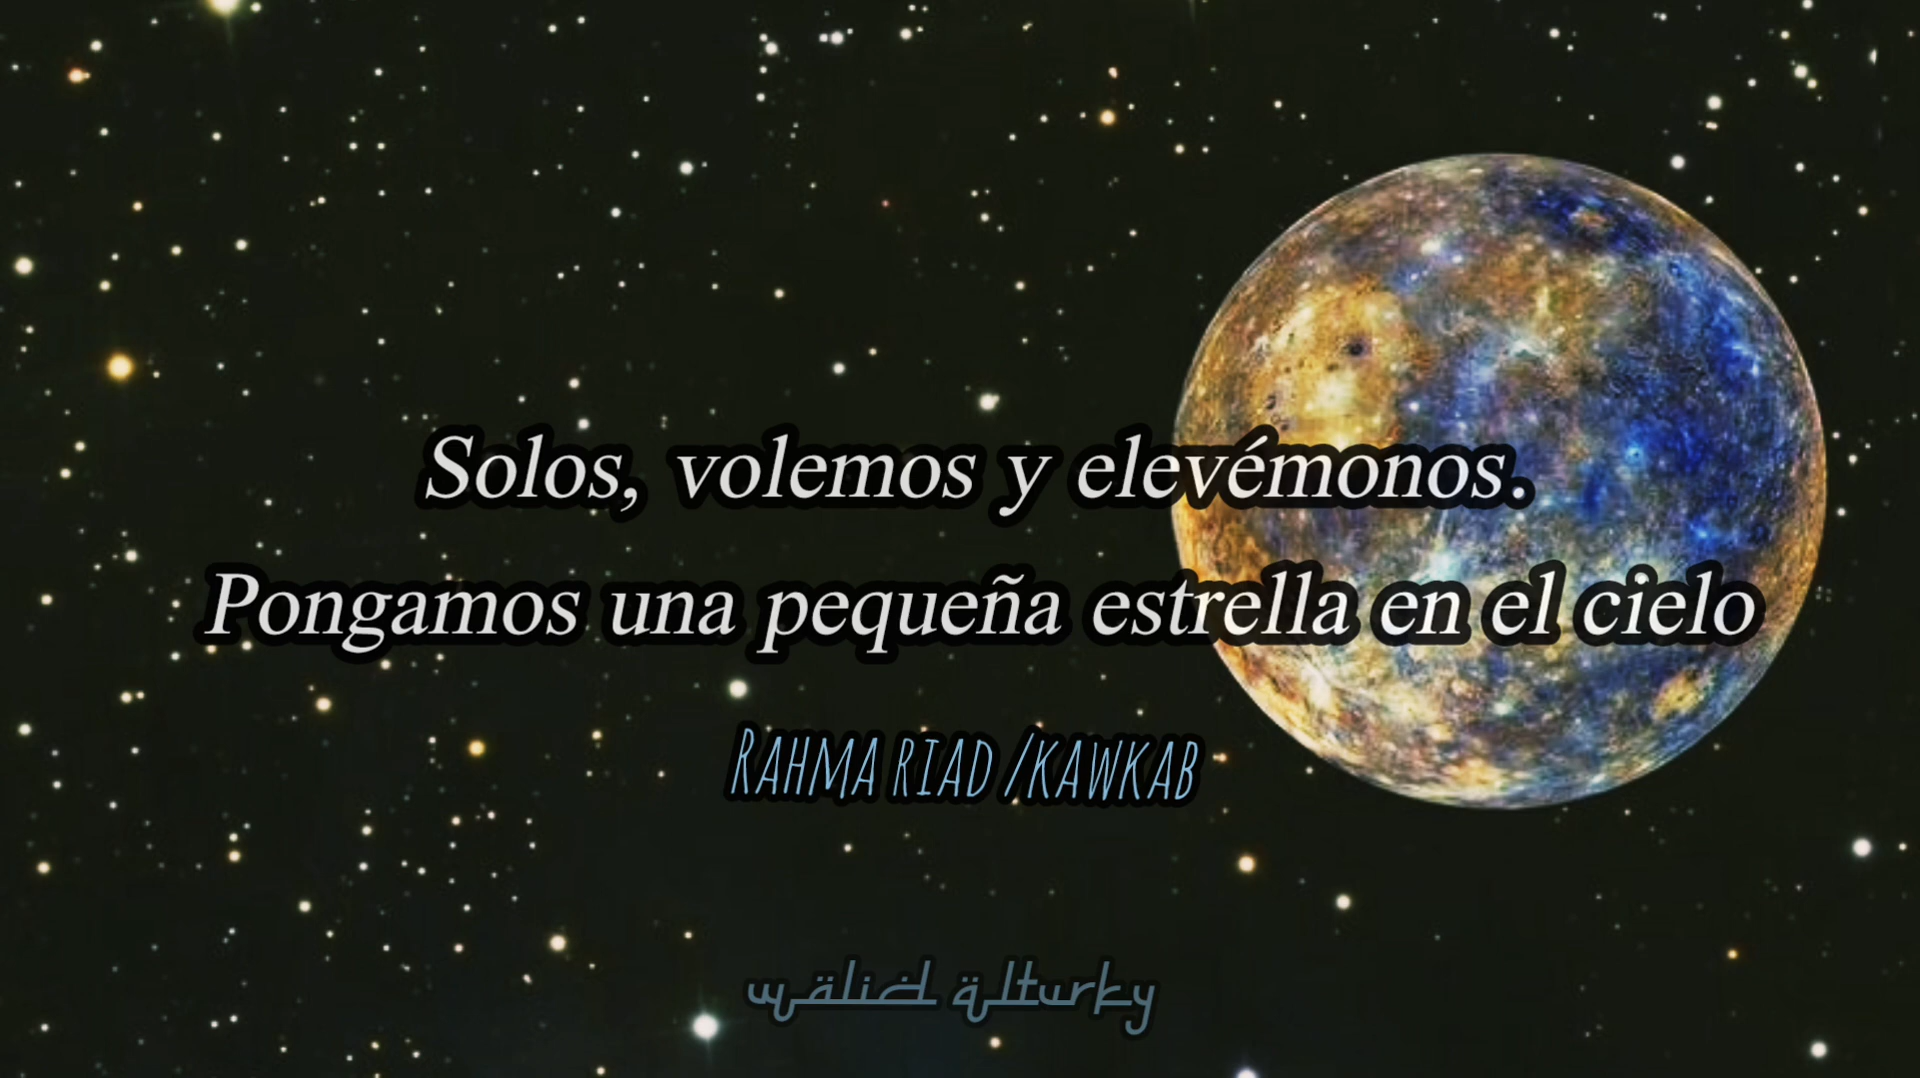 Solos, volemos y elevémonos.
Pongamos una pequeña estrella en el cielo
RAHMA RIAD /KAWKAB
walid alturky